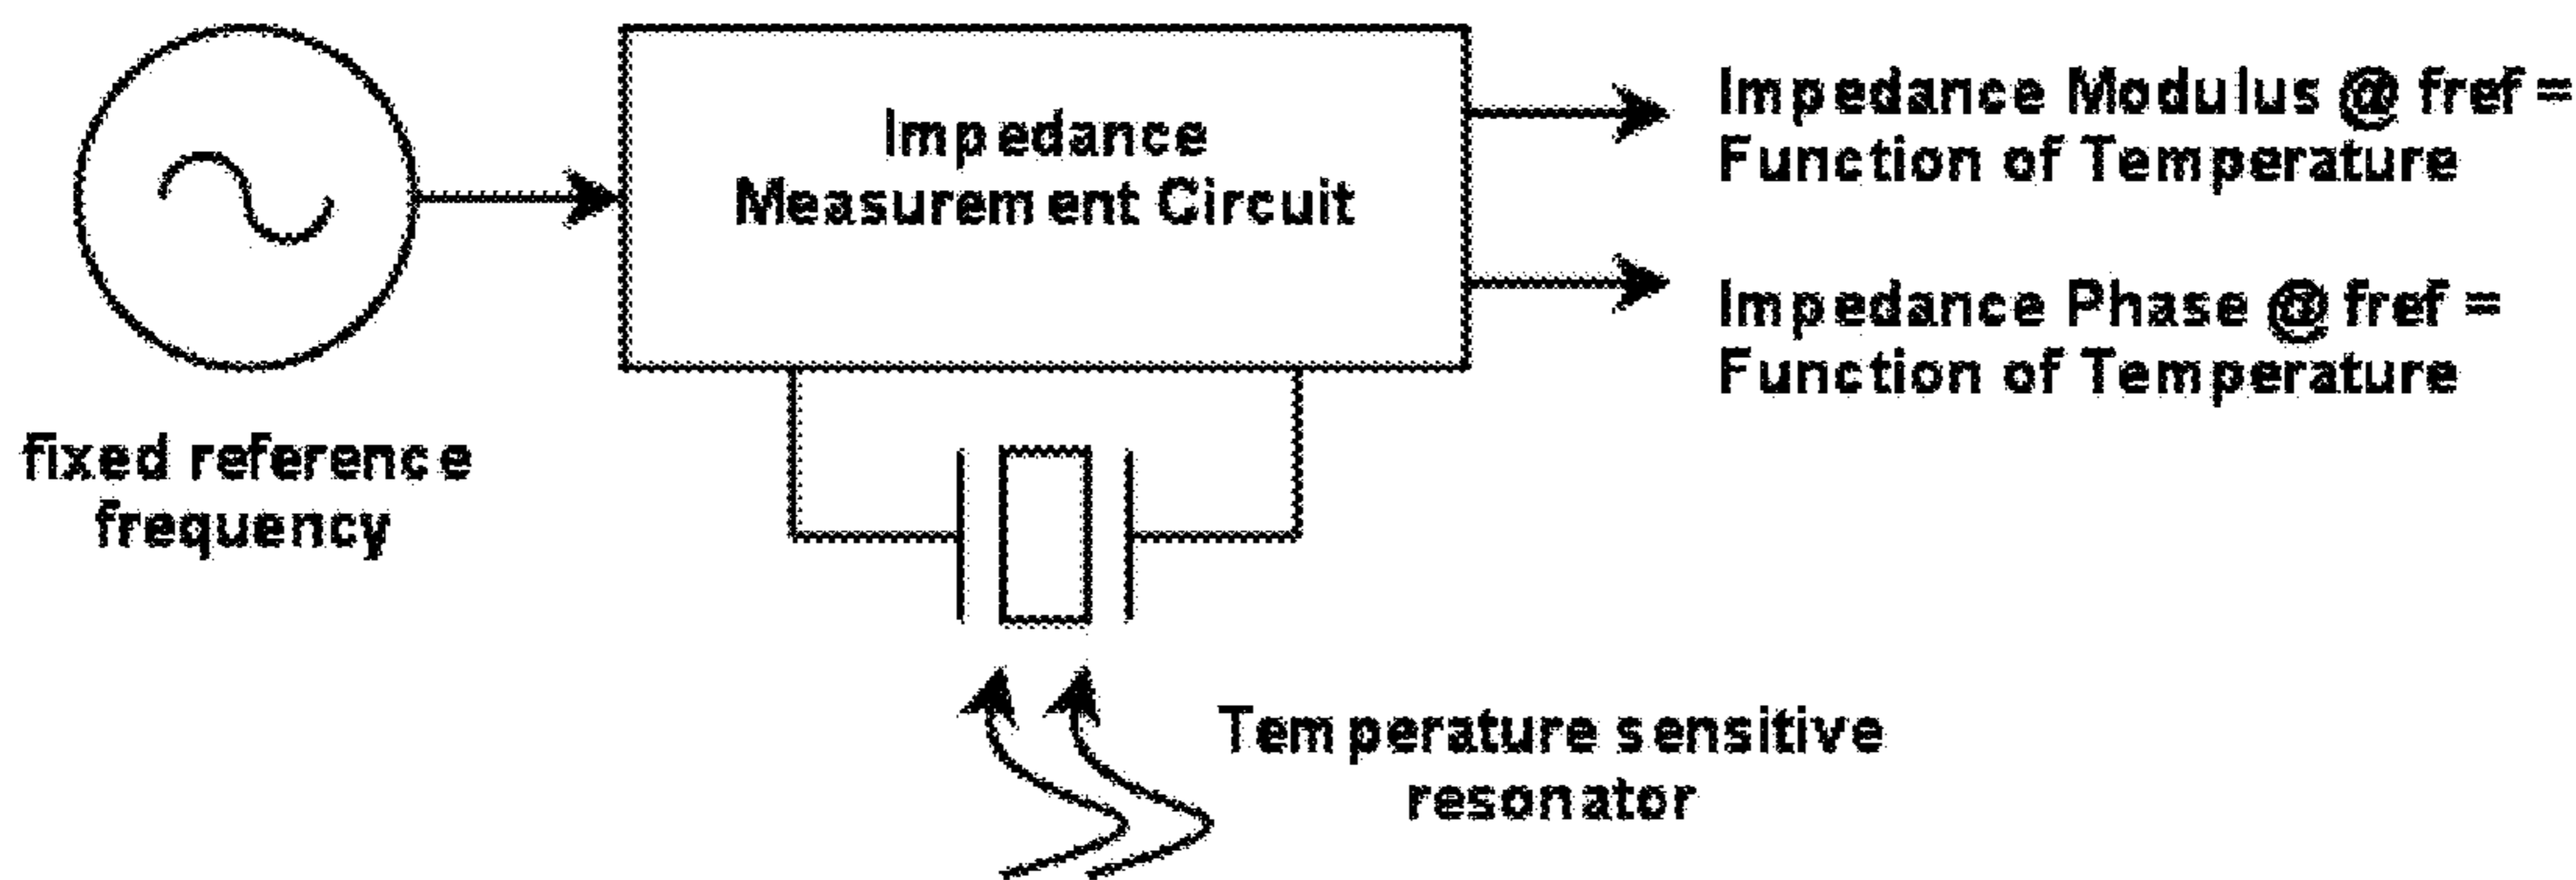 Impedance
Measurement Circuit
Impedance Modulus @ fref =
Function of Temperature
Impedance Phase @ fref =
Function of Temperature
fixed reference
frequency
Temperature sensitive
resonator